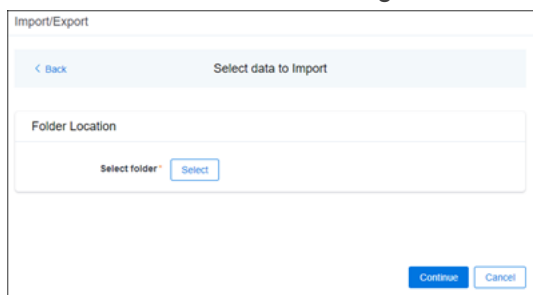 Import/Export
< Back
Select data to Import
Folder Location
Select folder* Select
Continue Cancel